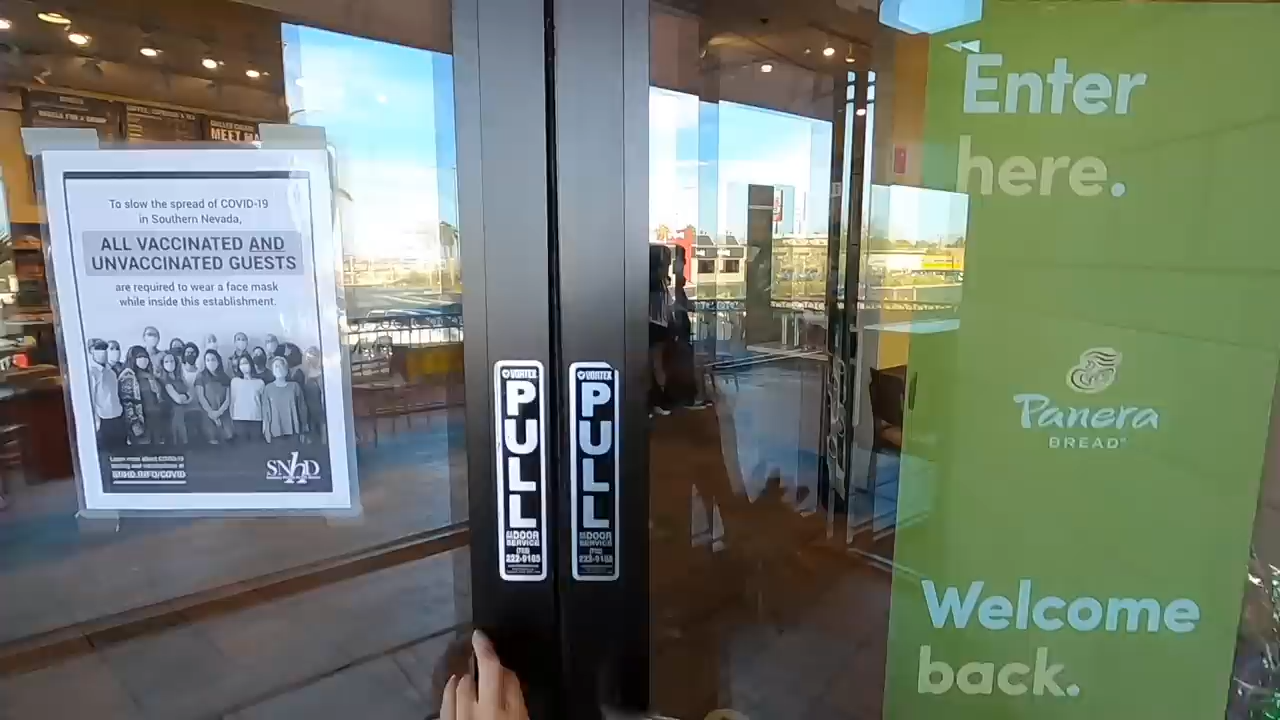 To slow the spread of COVID-19
in Southern Nevada,
ALL VACCINATED AND
UNVACCINATED GUESTS
are required to wear a face mask
while inside this establishment.
SNHD
VORTEX
PULL
DOOR
SERVICE
VORTEX
PULL
DOOR
SERVICE
Enter
here.
Panera
BREAD
Welcome
back.